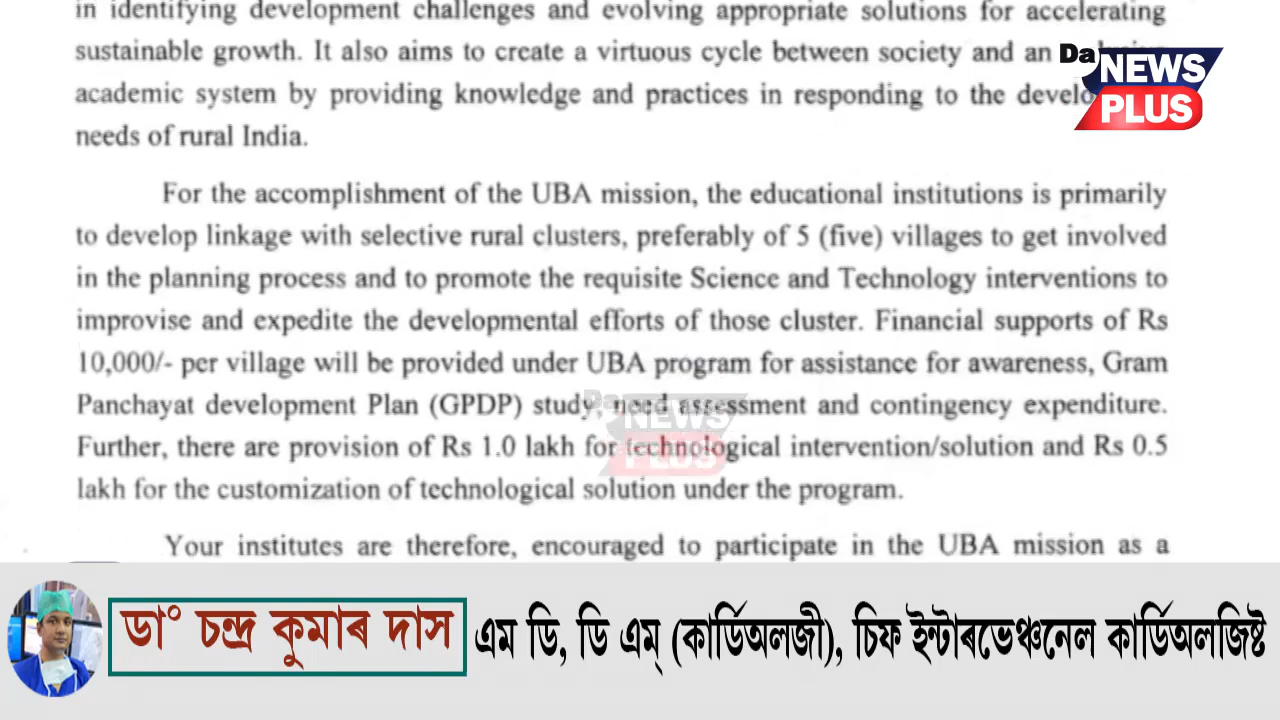 in identifying development challenges and evolving appropriate solutions for accelerating
sustainable growth. It also aims to create a virtuous cycle between society and an
academic system by providing knowledge and practices in responding to the
needs of rural India.
For the accomplishment of the UBA mission, the educational institutions is primarily
to develop linkage with selective rural clusters, preferably of 5 (five) villages to get involved
in the planning process and to promote the requisite Science and Technology interventions to
improvise and expedite the developmental efforts of those cluster. Financial supports of Rs
10,000/- per village will be provided under UBA program for assistance for awareness, Gram
Panchayat development Plan (GPDP) study, need assessment and contingency expenditure.
Further, there are provision of Rs 1.0 lakh for technological intervention/solution and Rs 0.5
lakh for the customization of technological solution under the program.
Your institutes are therefore, encouraged to participate in the UBA mission as a
Da
NEWS
PLUS
Da
NEWS
PLUS
ডা° চন্দ্ৰ কুমাৰ দাস
এম ডি, ডি এম্ (কাৰ্ডিঅলজী), চিফ ইন্টাৰভেঞ্চনেল কাৰ্ডিঅলজিষ্ট